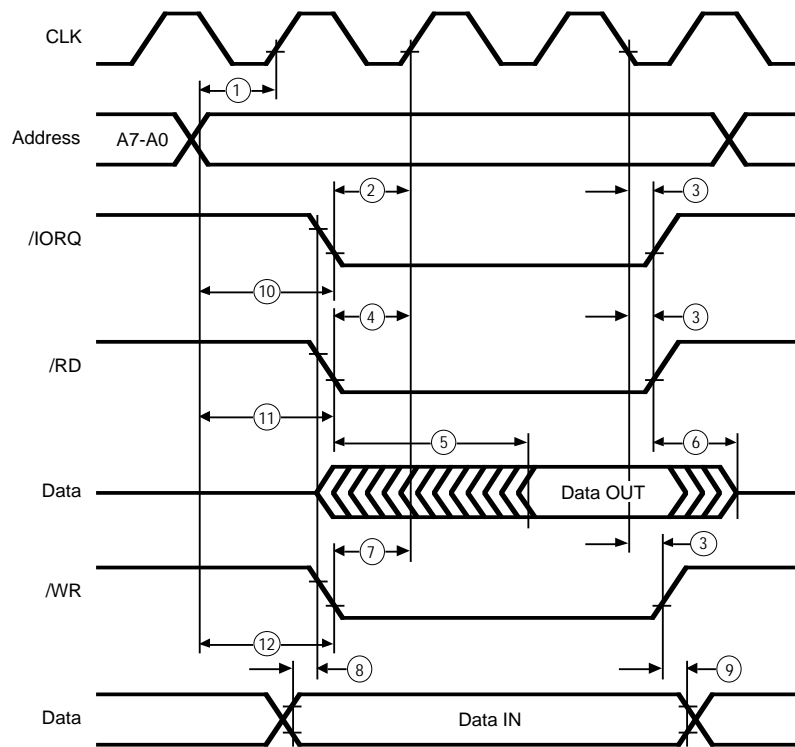 CLK
1
Address A7-A0
2 3
/IORQ
10
4 3
/RD
11
5 6
Data Data OUT
7 3
/WR
12
8 9
Data Data IN